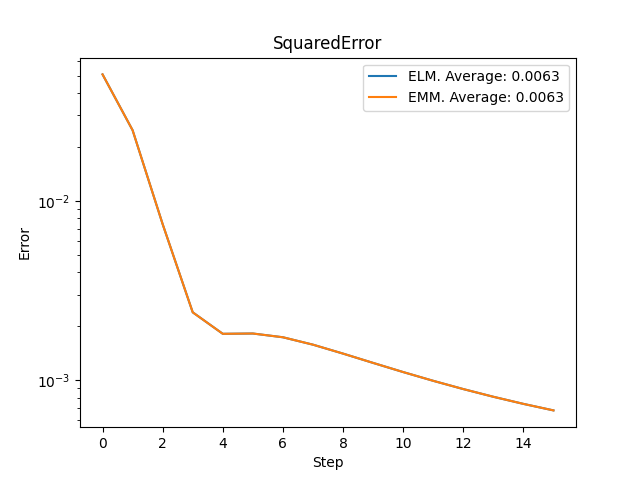 SquaredError
ELM. Average: 0.0063
EMM. Average: 0.0063
Error
10⁻²
10⁻³
0 2 4 6 8 10 12 14
Step